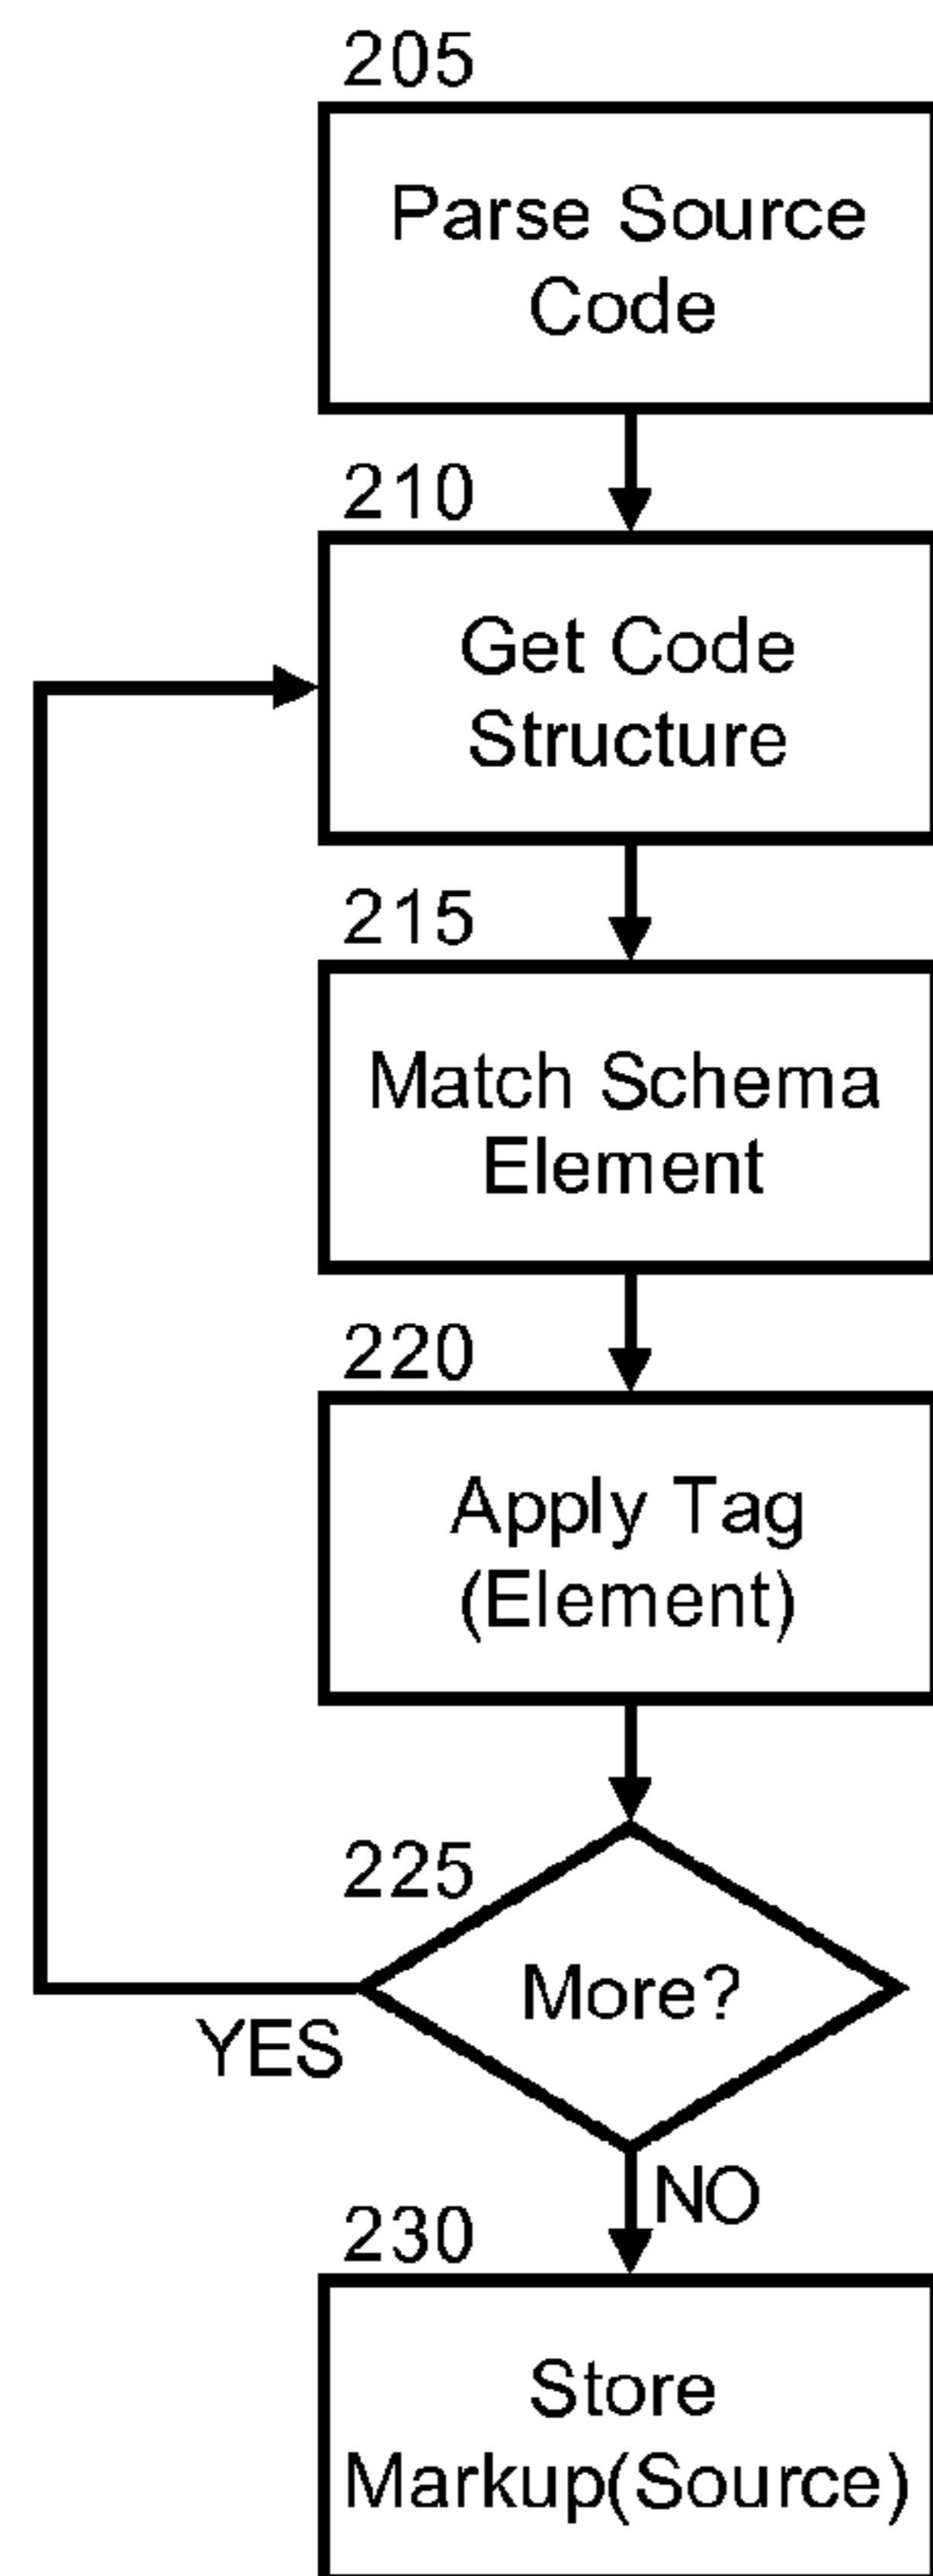 205
Parse Source
Code
210
Get Code
Structure
215
Match Schema
Element
220
Apply Tag
(Element)
225
More?
YES
NO
230
Store
Markup(Source)